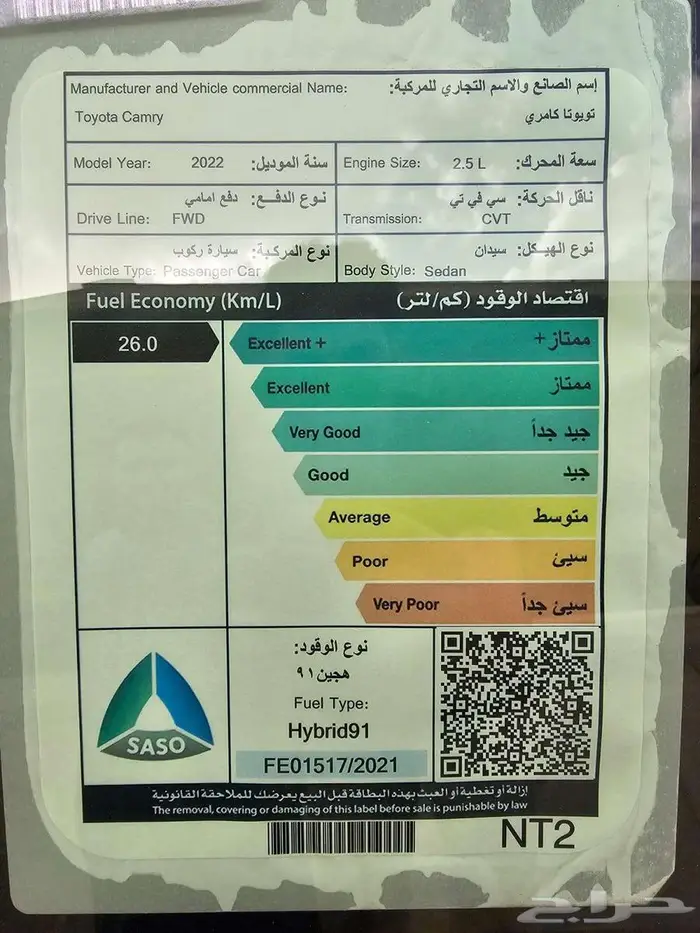 Manufacturer and Vehicle commercial Name: إسم الصانع والاسم التجاري للمركبة:
Toyota Camry تويوتا كامري
Model Year: 2022 سنة الموديل:
Engine Size: 2.5 L سعة المحرك:
نوع الدفع: دفع امامي
Drive Line: FWD
ناقل الحركة: سي في تي
Transmission: CVT
نوع المركبة: سيارة ركوب
Vehicle Type: Passenger Car
نوع الهيكل: سيدان
Body Style: Sedan
Fuel Economy (Km/L) اقتصاد الوقود (كم/لتر)
26.0
Excellent + ممتاز+
Excellent ممتاز
Very Good جيد جداً
Good جيد
Average متوسط
Poor سيئ
Very Poor سيئ جداً
SASO
نوع الوقود:
هجين ٩١
Fuel Type:
Hybrid91
FE01517/2021
إزالة أو تغطية أو العبث بهذه البطاقة قبل البيع يعرضك للملاحقة القانونية
The removal, covering or damaging of this label before sale is punishable by law
NT2
حراج